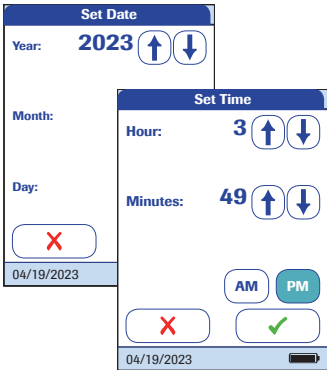 Set Date
Year: 2023
Month:
Day:
04/19/2023
Set Time
Hour: 3
Minutes: 49
AM PM
04/19/2023